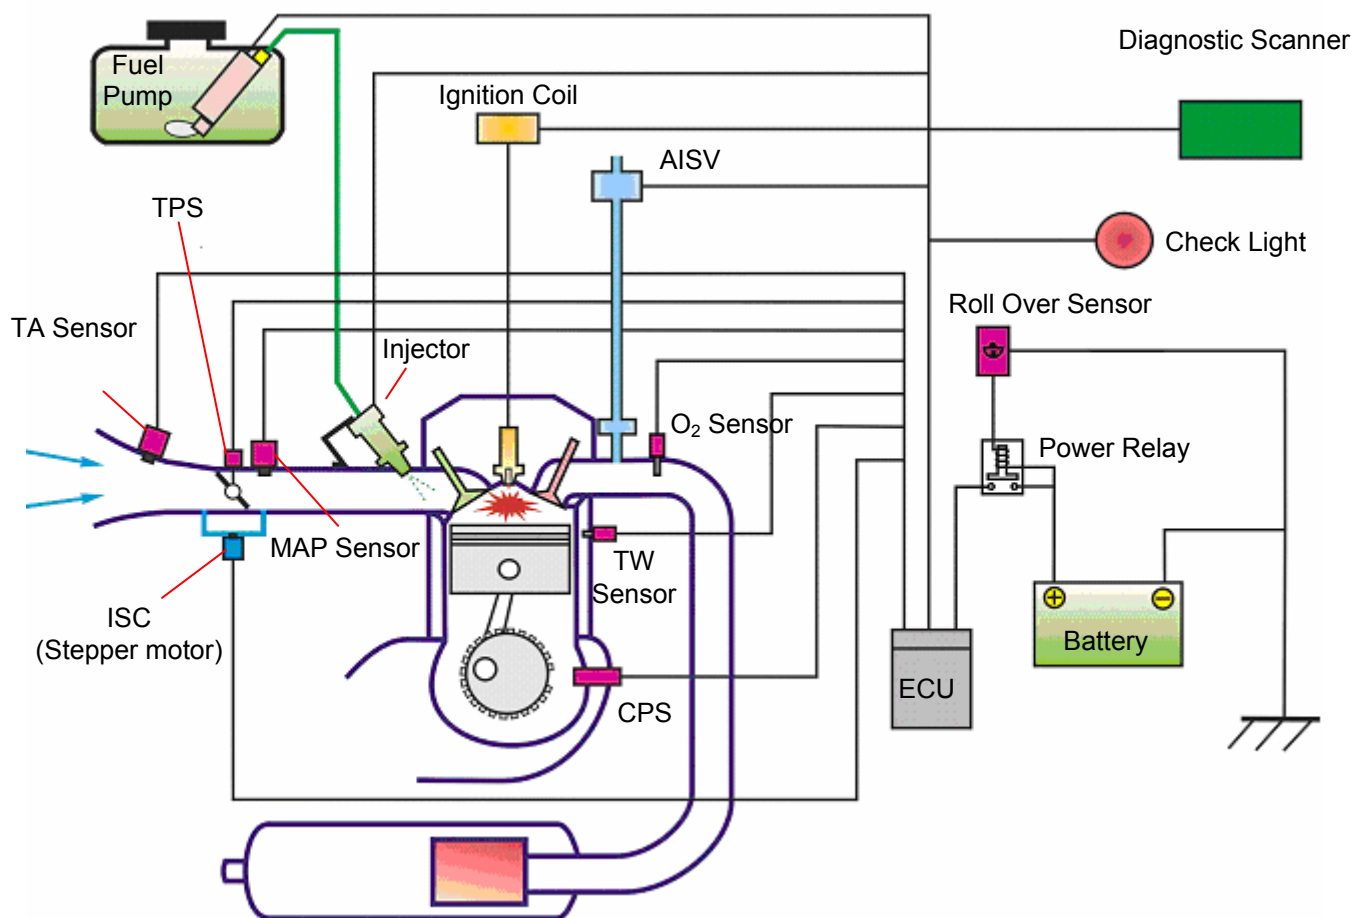 Diagnostic Scanner
Fuel
Pump
Ignition Coil
AISV
TPS
Check Light
Roll Over Sensor
TA Sensor
Injector
O₂ Sensor
Power Relay
MAP Sensor
TW
Sensor
ISC
(Stepper motor)
+
−
Battery
ECU
CPS